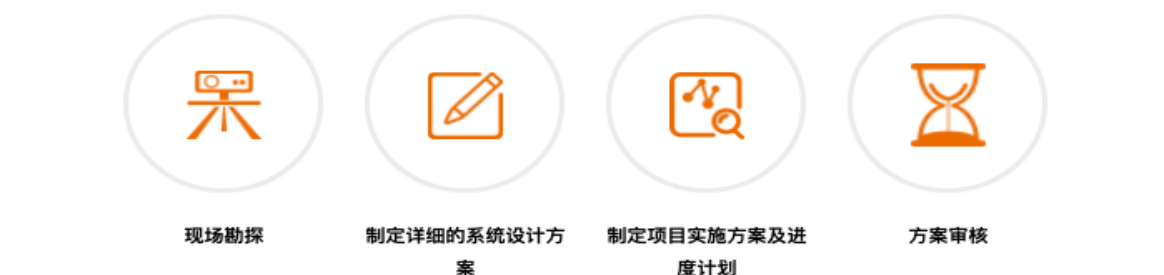 现场勘探
制定详细的系统设计方
案
制定项目实施方案及进
度计划
方案审核